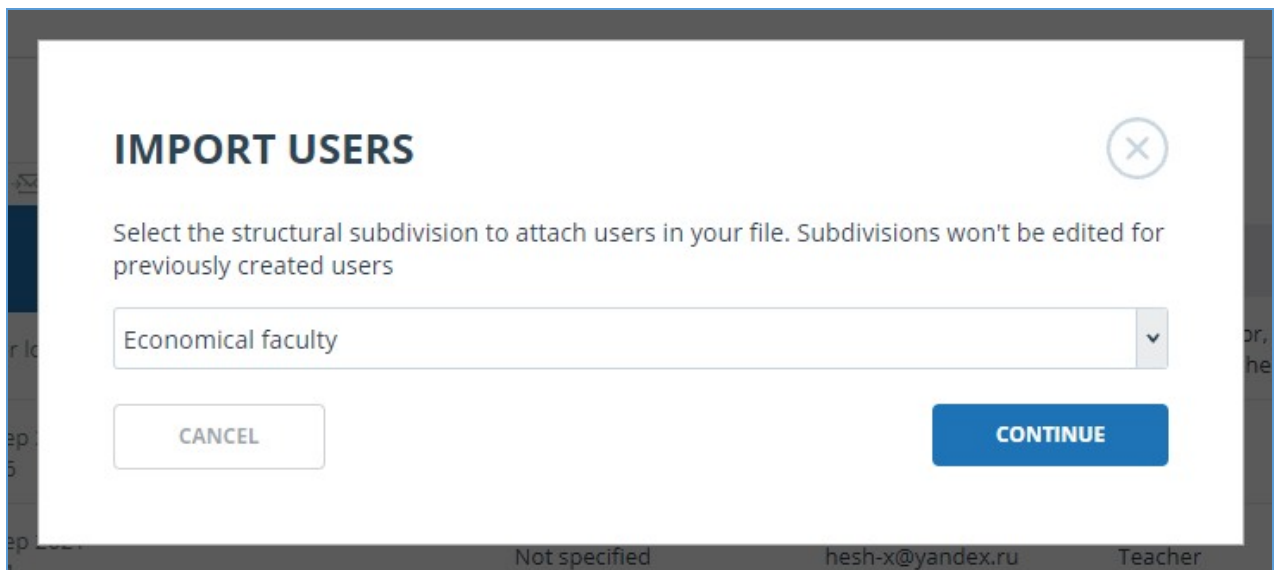 IMPORT USERS
Select the structural subdivision to attach users in your file. Subdivisions won't be edited for
previously created users
Economical faculty
CANCEL
CONTINUE
Not specified
hesh-x@yandex.ru
Teacher